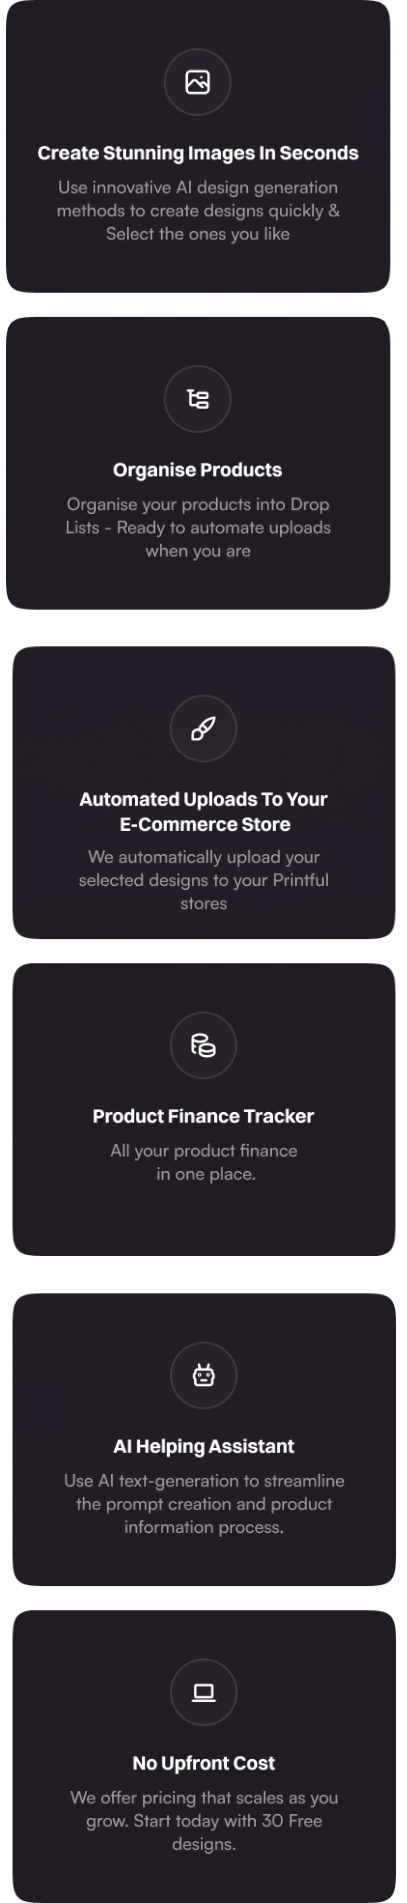 Create Stunning Images In Seconds
Use innovative AI design generation
methods to create designs quickly &
Select the ones you like
Organise Products
Organise your products into Drop
Lists - Ready to automate uploads
when you are
Automated Uploads To Your
E-Commerce Store
We automatically upload your
selected designs to your Printful
stores
Product Finance Tracker
All your product finance
in one place.
AI Helping Assistant
Use AI text-generation to streamline
the prompt creation and product
information process.
No Upfront Cost
We offer pricing that scales as you
grow. Start today with 30 Free
designs.